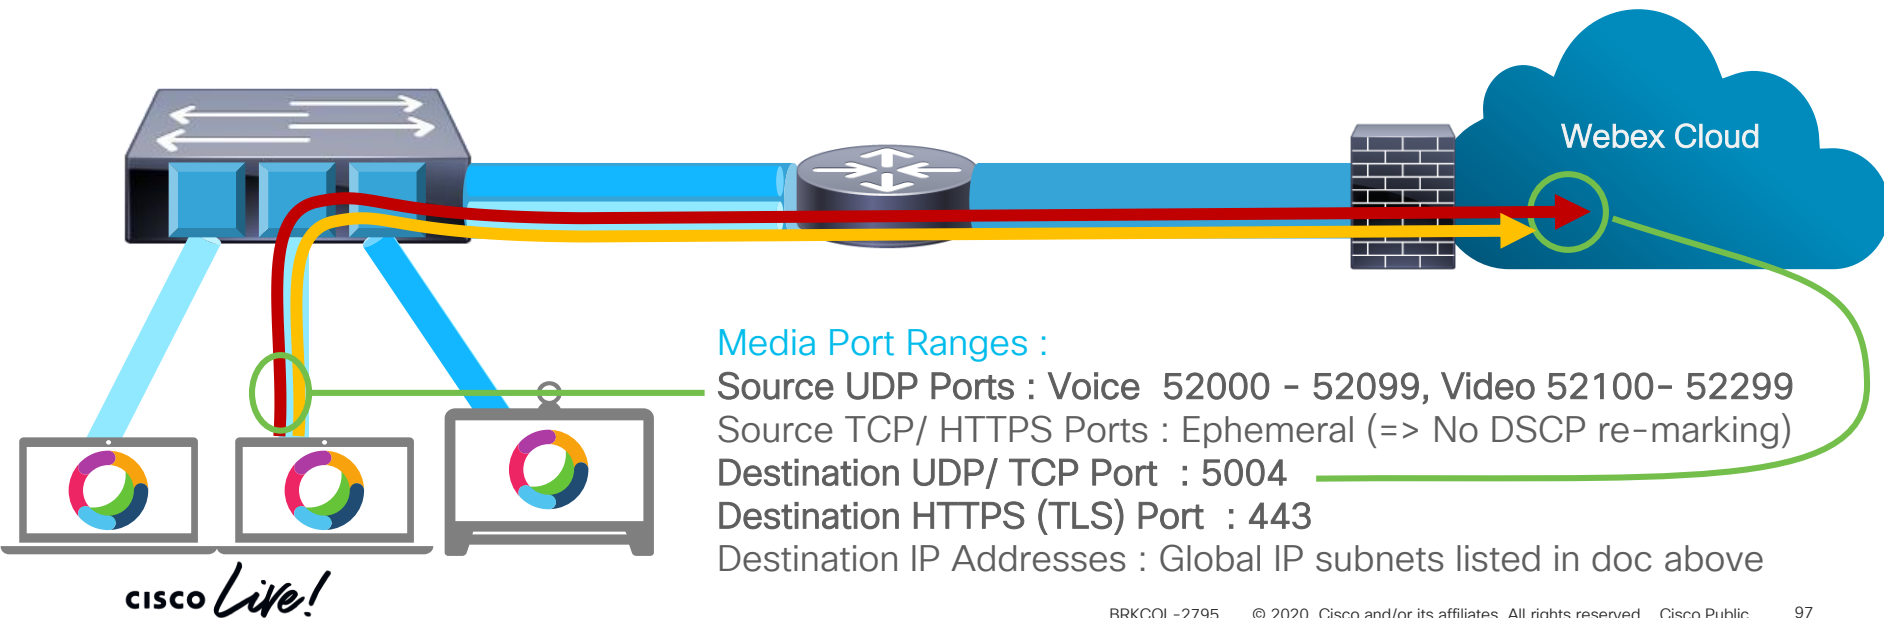 Webex Cloud
Media Port Ranges :
Source UDP Ports : Voice 52000 - 52099, Video 52100- 52299
Source TCP/ HTTPS Ports : Ephemeral (=> No DSCP re-marking)
Destination UDP/ TCP Port : 5004
Destination HTTPS (TLS) Port : 443
Destination IP Addresses : Global IP subnets listed in doc above
CISCO Live!
BRKCOL-2795 © 2020 Cisco and/or its affiliates. All rights reserved. Cisco Public 97